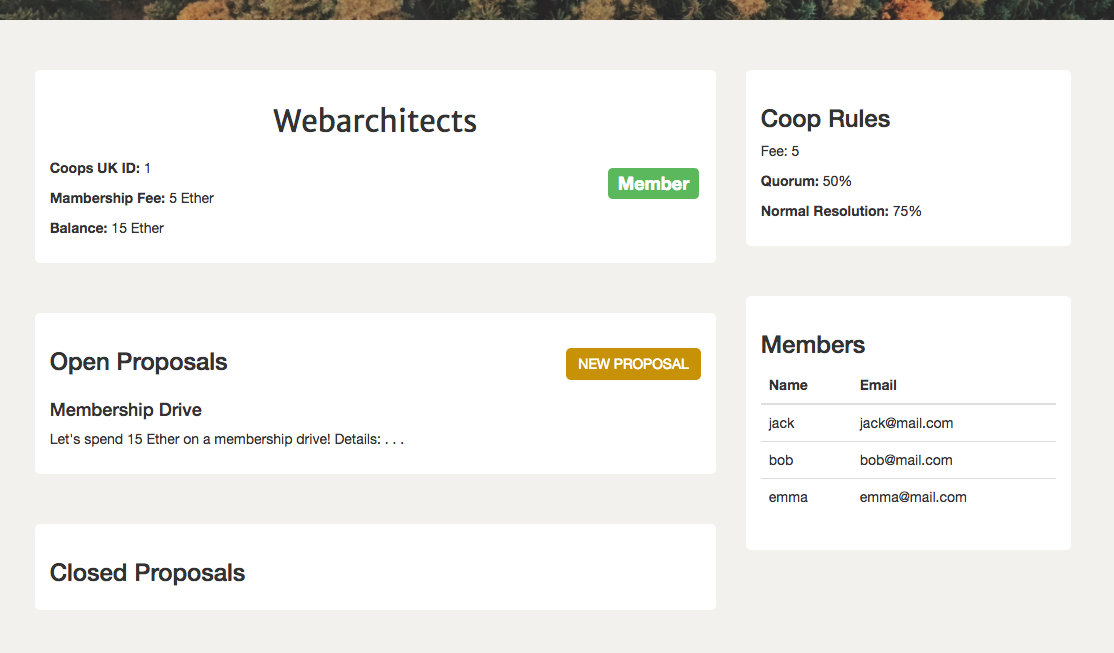 Webarchitects
Coops UK ID: 1
Mambership Fee: 5 Ether
Balance: 15 Ether
Member
Open Proposals
NEW PROPOSAL
Membership Drive
Let's spend 15 Ether on a membership drive! Details: . . .
Closed Proposals
Coop Rules
Fee: 5
Quorum: 50%
Normal Resolution: 75%
Members
Name Email
jack jack@mail.com
bob bob@mail.com
emma emma@mail.com